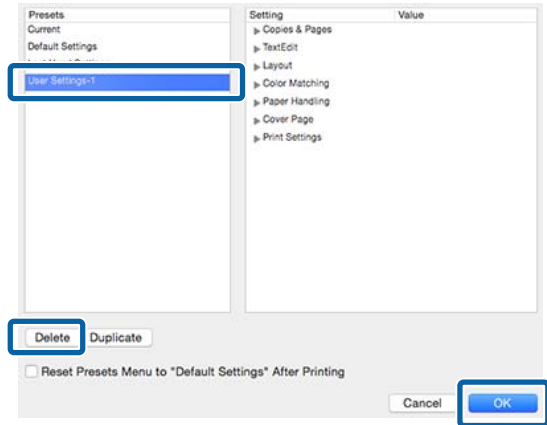 Presets
Current
Default Settings
User Settings-1
Setting Value
Copies & Pages
TextEdit
Layout
Color Matching
Paper Handling
Cover Page
Print Settings
Delete Duplicate
Reset Presets Menu to "Default Settings" After Printing
Cancel OK